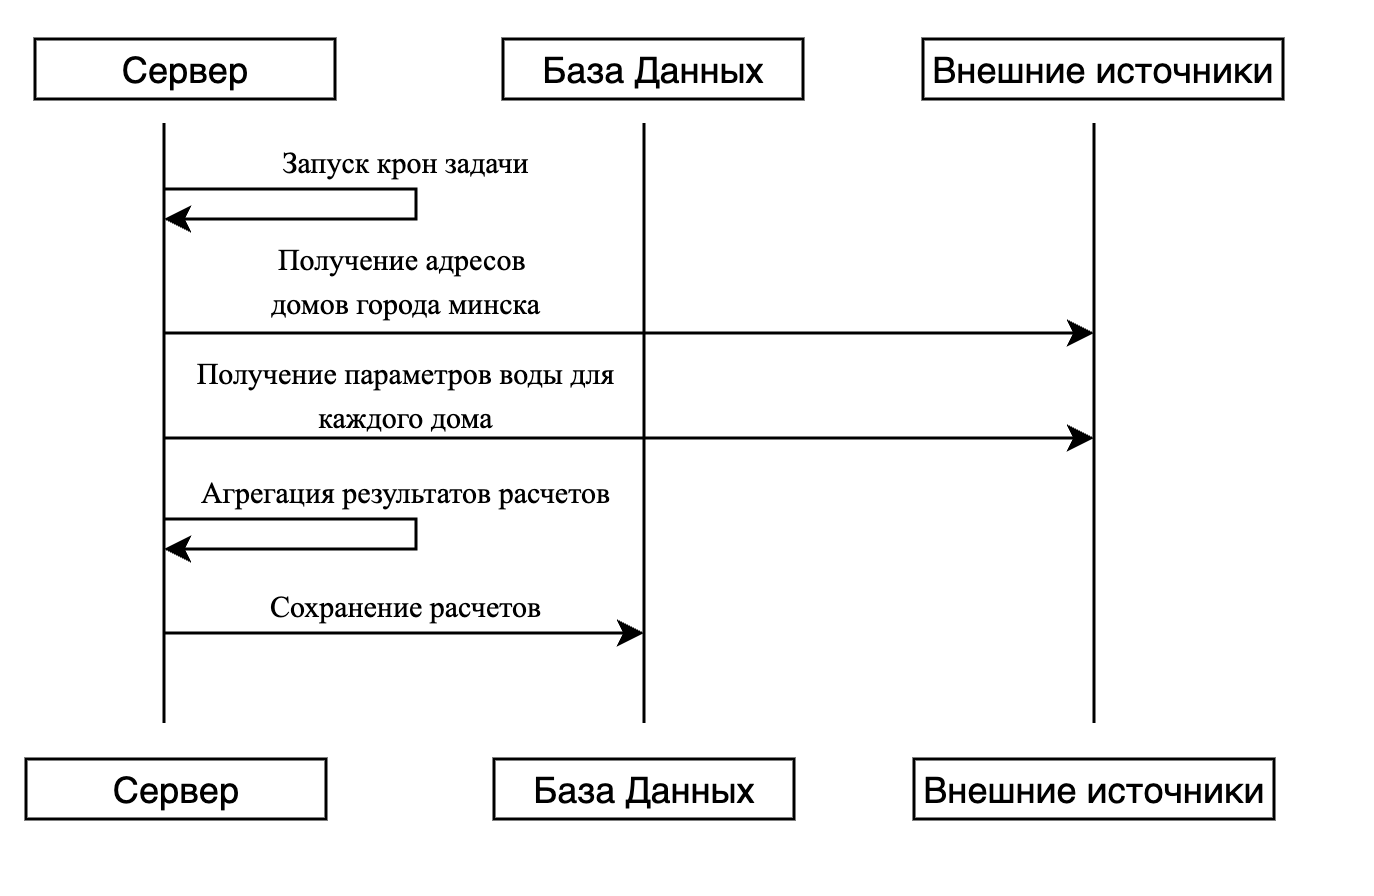 Сервер
База Данных
Внешние источники
Запуск крон задачи
Получение адресов
домов города минска
Получение параметров воды для
каждого дома
Агрегация результатов расчетов
Сохранение расчетов
Сервер
База Данных
Внешние источники